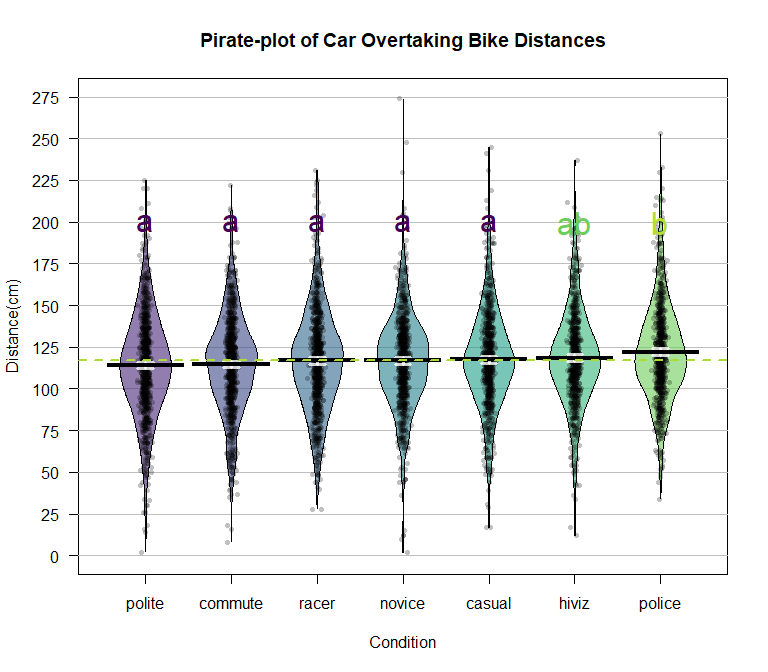 Pirate-plot of Car Overtaking Bike Distances
275
250
225
200
175
150
125
100
75
50
25
0
Distance(cm)
a a a a a ab b
polite commute racer novice casual hiviz police
Condition